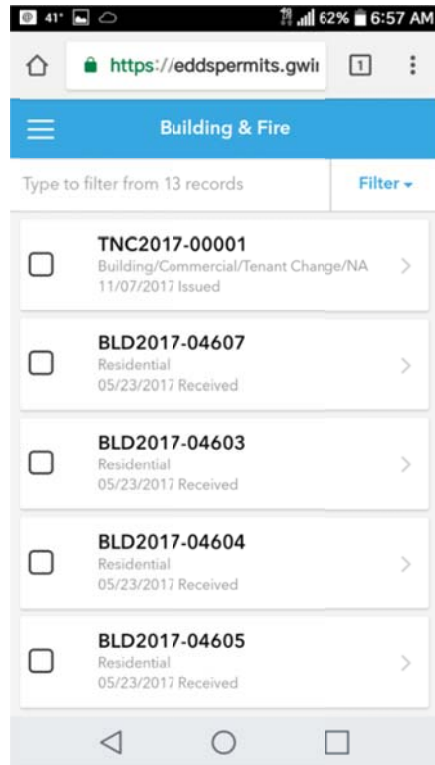 41° 62% 6:57 AM
https://eddspermits.gwin 1
Building & Fire
Type to filter from 13 records Filter
TNC2017-00001
Building/Commercial/Tenant Change/NA
11/07/2017 Issued
BLD2017-04607
Residential
05/23/2017 Received
BLD2017-04603
Residential
05/23/2017 Received
BLD2017-04604
Residential
05/23/2017 Received
BLD2017-04605
Residential
05/23/2017 Received